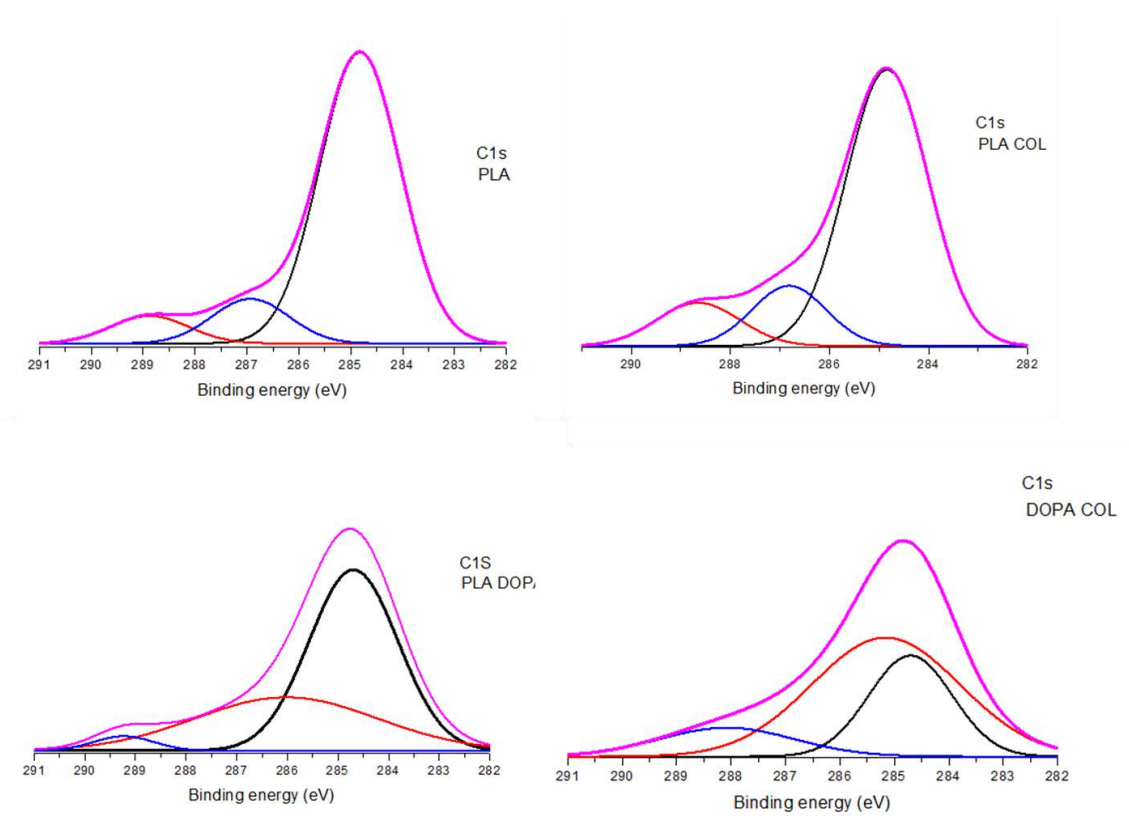 C1s
PLA
291 290 289 288 287 286 285 284 283 282
Binding energy (eV)
C1s
PLA COL
290 288 286 284 282
Binding energy (eV)
C1S
PLA DOP
291 290 289 288 287 286 285 284 283 282
Binding energy (eV)
C1s
DOPA COL
291 290 289 288 287 286 285 284 283 282
Binding energy (eV)